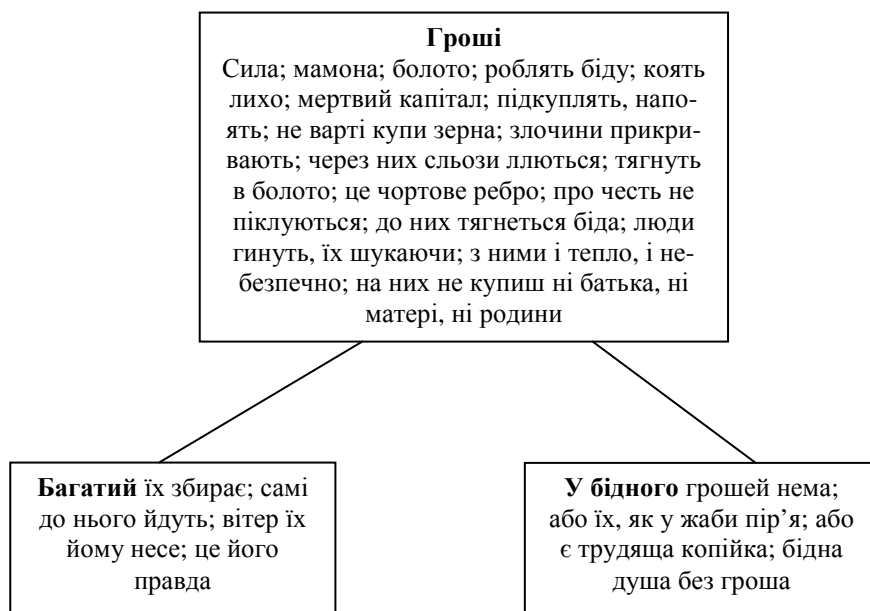 Гроші
Сила; мамона; болото; роблять біду; коять
лихо; мертвий капітал; підкуплять, напо-
ять; не варті купи зерна; злочини прикри-
вають; через них сльози ллються; тягнуть
в болото; це чортове ребро; про честь не
піклуються; до них тягнеться біда; люди
гинуть, їх шукаючи; з ними і тепло, і не-
безпечно; на них не купиш ні батька, ні
матері, ні родини
Багатий їх збирає; самі
до нього йдуть; вітер їх
йому несе; це його
правда
У бідного грошей нема;
або їх, як у жаби пір’я; або
є трудяща копійка; бідна
душа без гроша